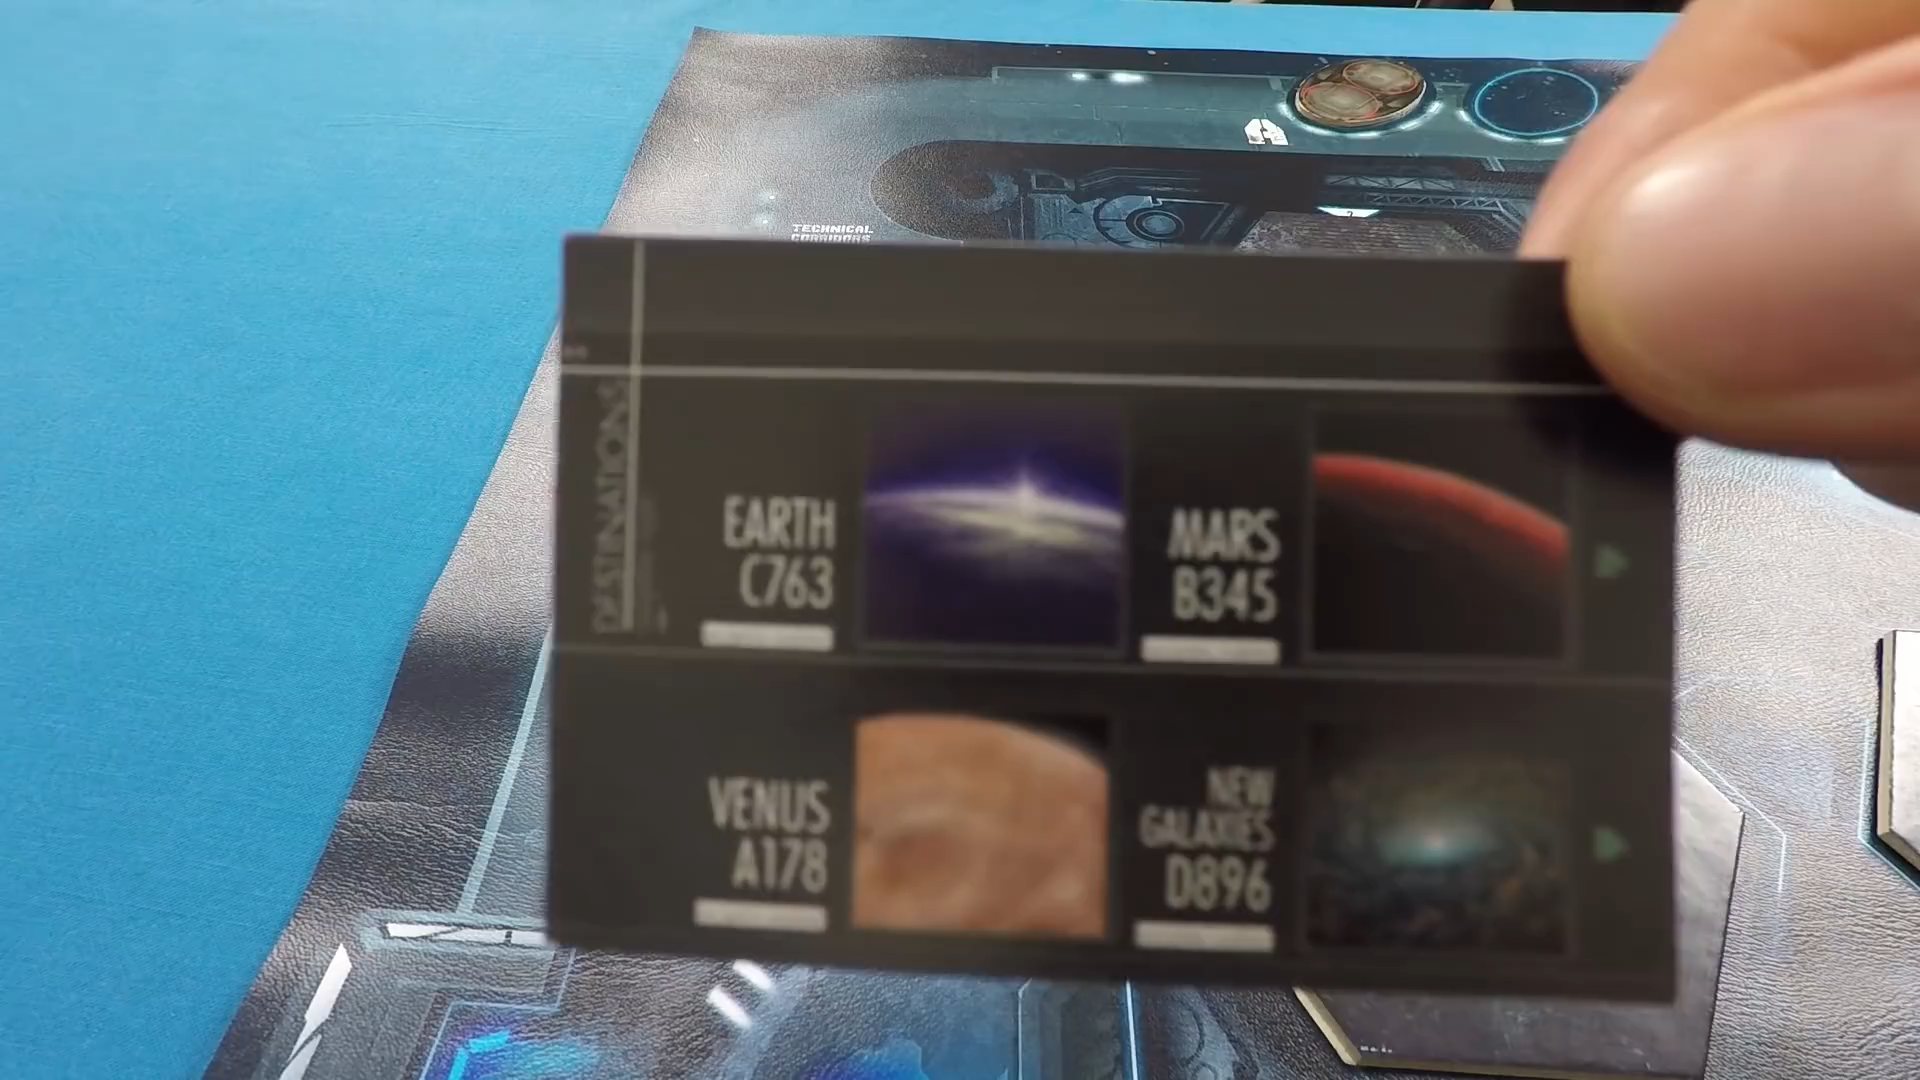 TECHNICAL
CORRIDORS
DESTINATIONS
EARTH
C763
MARS
B345
VENUS
A178
NEW
GALAXIES
D896